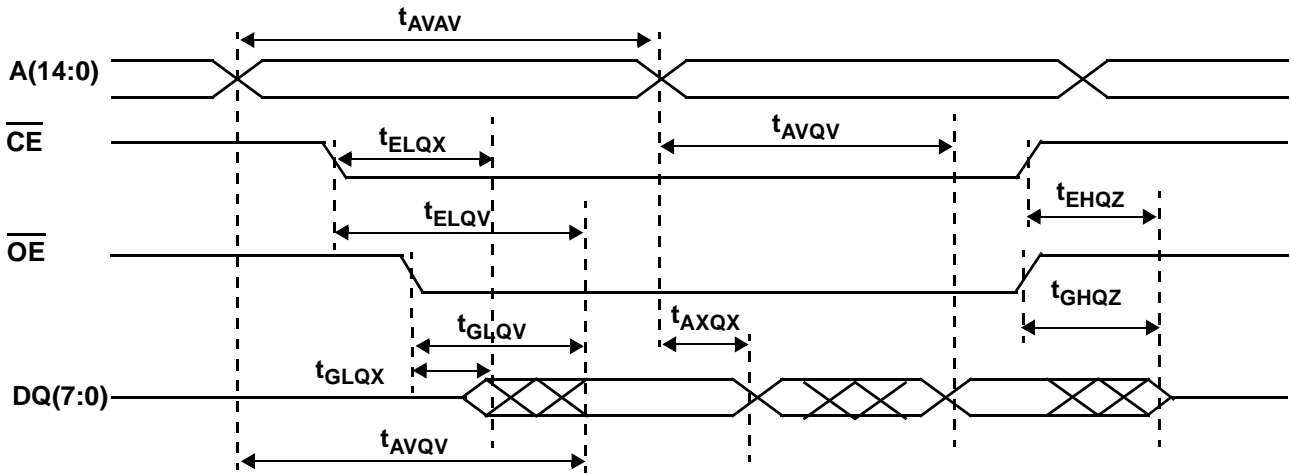 tAVAV
A(14:0)
CE
tELQX
tAVQV
tELQV
tEHQZ
OE
tGHQZ
tGLQV
tAXQX
tGLQX
DQ(7:0)
tAVQV